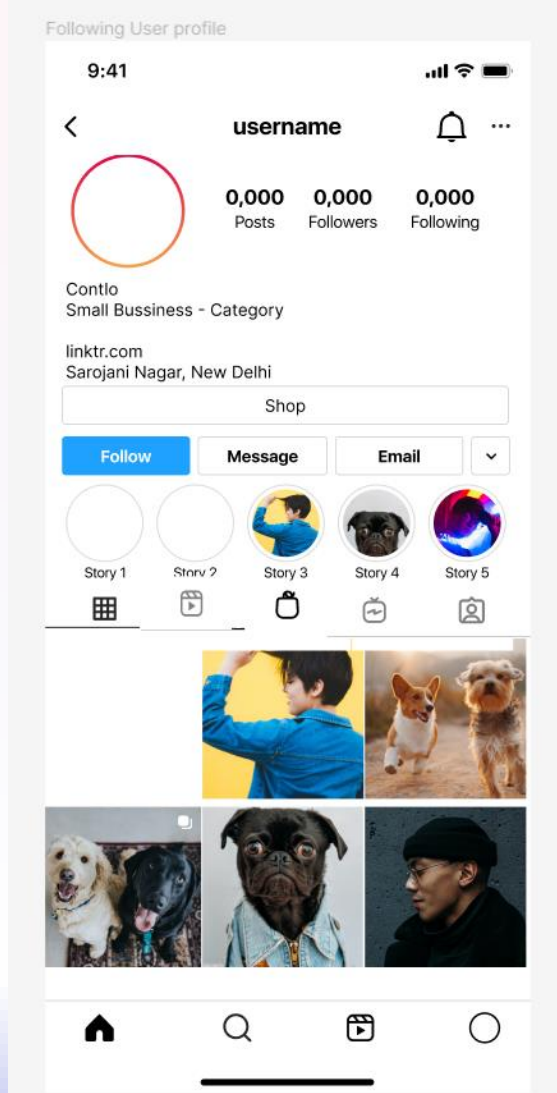 Following User profile
9:41
username
0,000 0,000 0,000
Posts Followers Following
Contlo
Small Bussiness - Category
linktr.com
Sarojani Nagar, New Delhi
Shop
Follow Message Email
Story 1 Story 2 Story 3 Story 4 Story 5